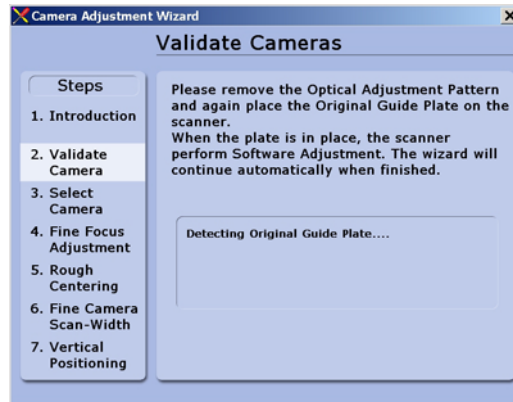 Camera Adjustment Wizard
Validate Cameras
Steps
1. Introduction
2. Validate
Camera
3. Select
Camera
4. Fine Focus
Adjustment
5. Rough
Centering
6. Fine Camera
Scan-Width
7. Vertical
Positioning
Please remove the Optical Adjustment Pattern
and again place the Original Guide Plate on the
scanner.
When the plate is in place, the scanner
perform Software Adjustment. The wizard will
continue automatically when finished.
Detecting Original Guide Plate....